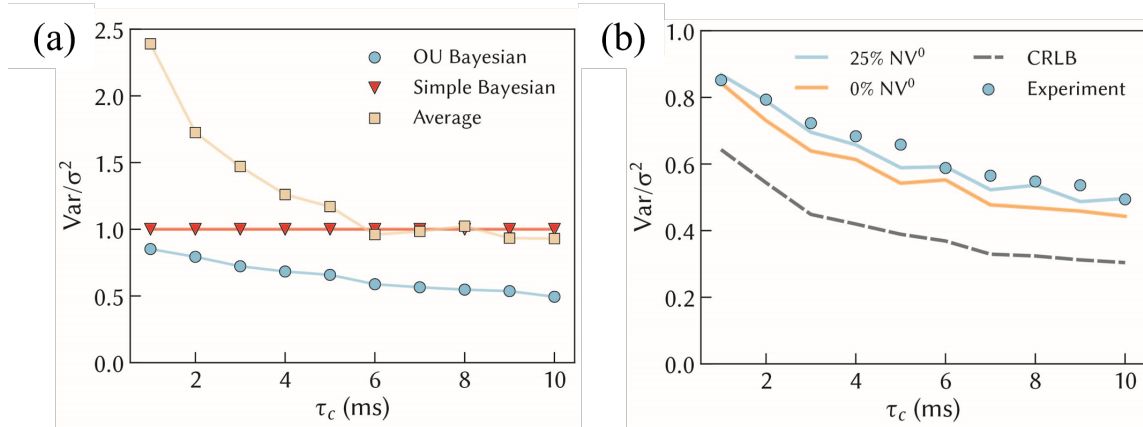 (a)
2.5
2.0
1.5
1.0
0.5
0.0
Var/σ²
OU Bayesian
Simple Bayesian
Average
2 4 6 8 10
τc (ms)
(b)
1.0
0.8
0.6
0.4
0.2
0.0
Var/σ²
25% NV⁰ CRLB
0% NV⁰ Experiment
2 4 6 8 10
τc (ms)